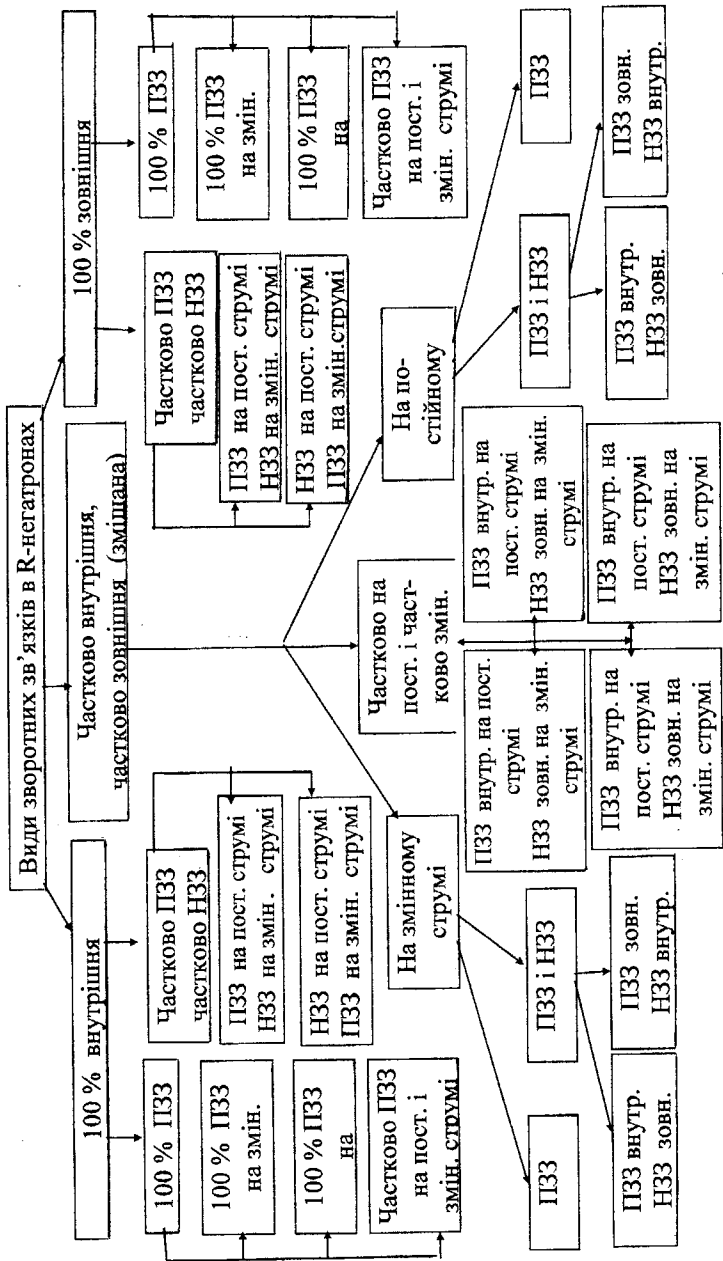 Види зворотних зв'язків в R-негатронах
100 % внутрішня
Частково внутрішня,
частково зовнішня (зміщана)
100 % зовнішня
100 % ПЗЗ
100 % ПЗЗ
на змін.
100 % ПЗЗ
на
Частково ПЗЗ
на пост. і
змін. струмі
Частково ПЗЗ
частково НЗЗ
ПЗЗ на пост. струмі
НЗЗ на змін. струмі
НЗЗ на пост. струмі
ПЗЗ на змін. струмі
Частково ПЗЗ
частково НЗЗ
ПЗЗ на пост. струмі
НЗЗ на змін. струмі
НЗЗ на пост. струмі
ПЗЗ на змін.струмі
100 % ПЗЗ
100 % ПЗЗ
на змін.
100 % ПЗЗ
на
Частково ПЗЗ
на пост. і
змін. струмі
На змінному
струмі
Частково на
пост. і част-
ково змін.
На по-
стійному
ПЗЗ
ПЗЗ і НЗЗ
ПЗЗ внутр.
НЗЗ зовн.
ПЗЗ зовн.
НЗЗ внутр.
ПЗЗ внутр. на пост.
струмі
НЗЗ зовн. на змін.
струмі
ПЗЗ внутр. на
пост. струмі
НЗЗ зовн. на змін.
струмі
ПЗЗ внутр. на
пост. струмі
НЗЗ зовн. на
змін. струмі
ПЗЗ внутр. на
пост. струмі
НЗЗ зовн. на
змін. струмі
ПЗЗ і НЗЗ
ПЗЗ
ПЗЗ внутр.
НЗЗ зовн.
ПЗЗ зовн.
НЗЗ внутр.